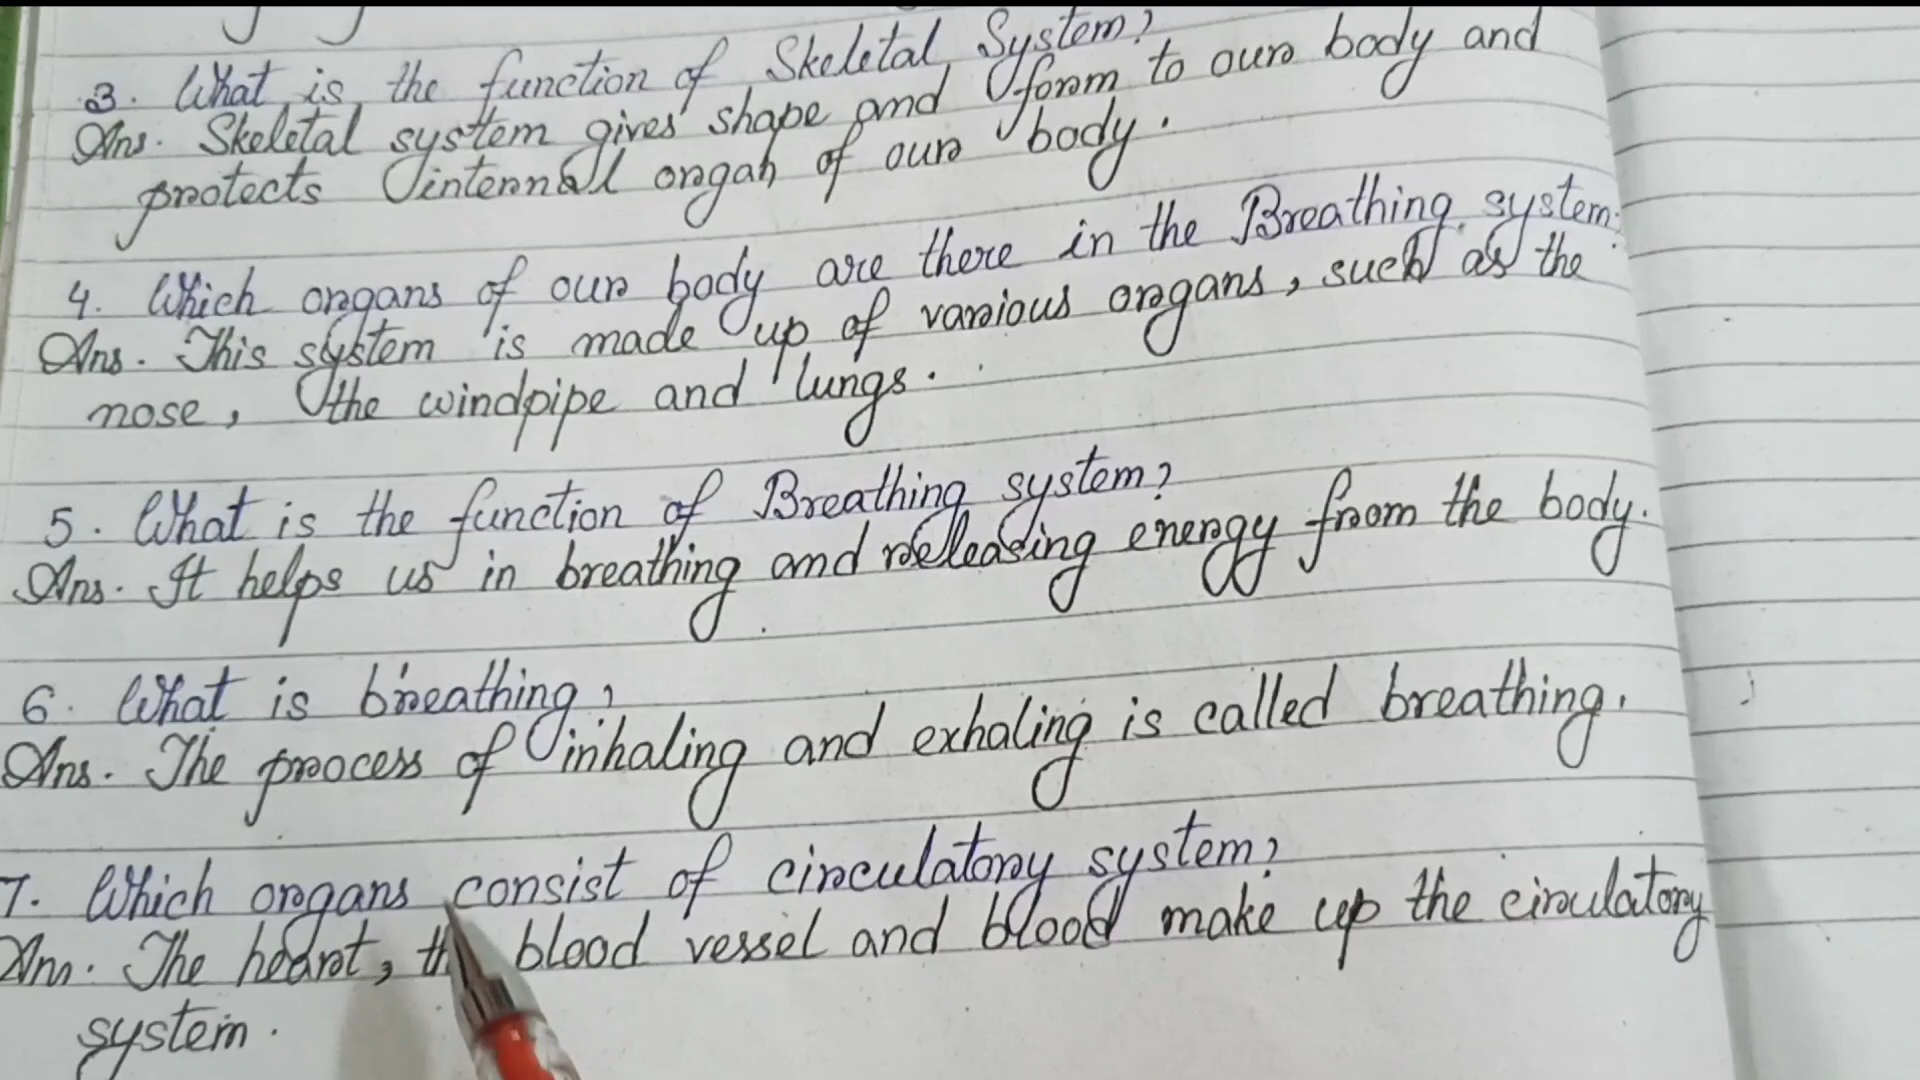 3. What is the function of Skeletal System?
Ans. Skeletal system gives shape and form to our body and
protects internal organ of our body.
4. Which organs of our body are there in the Breathing system.
Ans. This system is made up of various organs, such as the
nose, the windpipe and lungs.
5. What is the function of Breathing system?
Ans. It helps us in breathing and releasing energy from the body.
6. What is breathing?
Ans. The process of inhaling and exhaling is called breathing.
7. Which organs consist of circulatory system?
Ans. The heart, blood vessel and blood make up the circulatory
system.